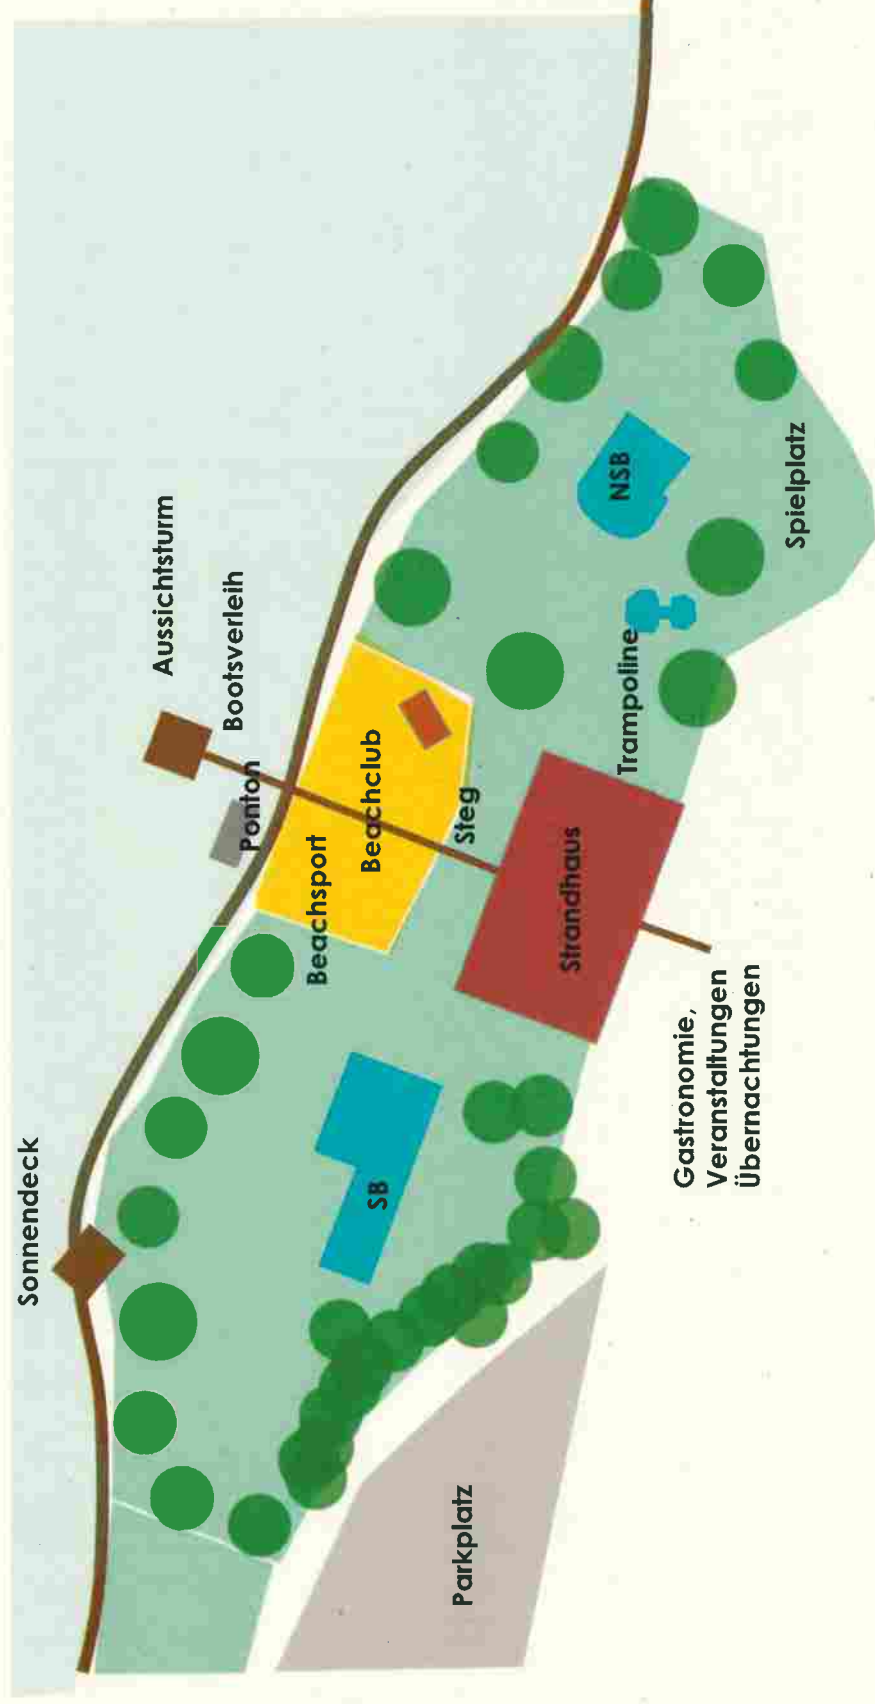 Sonnendeck
Aussichtsturm
Bootsverleih
Ponton
Beachsport
Beachclub
Steg
SB
Strandhaus
Trampoline
NSB
Spielplatz
Parkplatz
Gastronomie,
Veranstaltungen
Übernachtungen